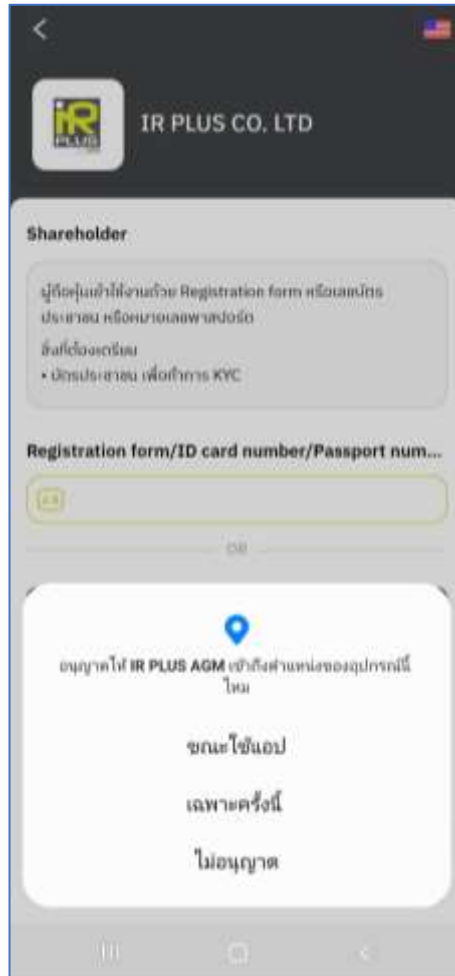 iR
PLUS
IR PLUS CO. LTD
Shareholder
ผู้ถือหุ้นเข้าใช้งานด้วย Registration form หรือเลขบัตร
ประชาชน หรือหมายเลขพาสปอร์ต
สิ่งที่ต้องเตรียม
• บัตรประชาชน เพื่อทำการ KYC
Registration form/ID card number/Passport num...
OR
อนุญาตให้ IR PLUS AGM เข้าถึงตำแหน่งของอุปกรณ์นี้
ไหม
ขณะใช้แอป
เฉพาะครั้งนี้
ไม่อนุญาต